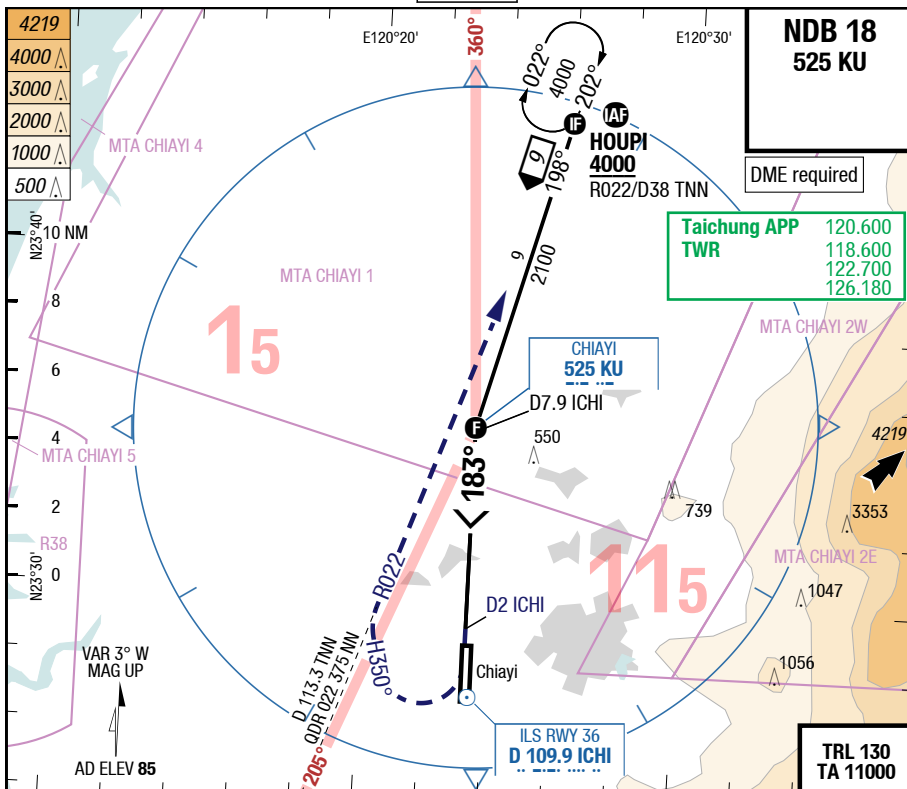 4219
4000
3000
2000
1000
500
E120°20'
360°
E120°30'
NDB 18
525 KU
022°
4000
202°
IF
IAF
HOUPI
4000
R022/D38 TNN
DME required
MTA CHIAYI 4
9
198°
N23°40'
10 NM
Taichung APP 120.600
TWR 118.600
122.700
126.180
9
2100
MTA CHIAYI 1
8
15
MTA CHIAYI 2W
CHIAYI
525 KU
6
D7.9 ICHI
F
4
550
4219
MTA CHIAYI 5
183°
2
739
3353
R38
115
MTA CHIAYI 2E
N23°30'
0
R022
1047
D2 ICHI
VAR 3° W
MAG UP
H350°
Chiayi
1056
D 113.3 TNN
QDR 022 375 NN
ILS RWY 36
D 109.9 ICHI
205°
AD ELEV 85
TRL 130
TA 11000